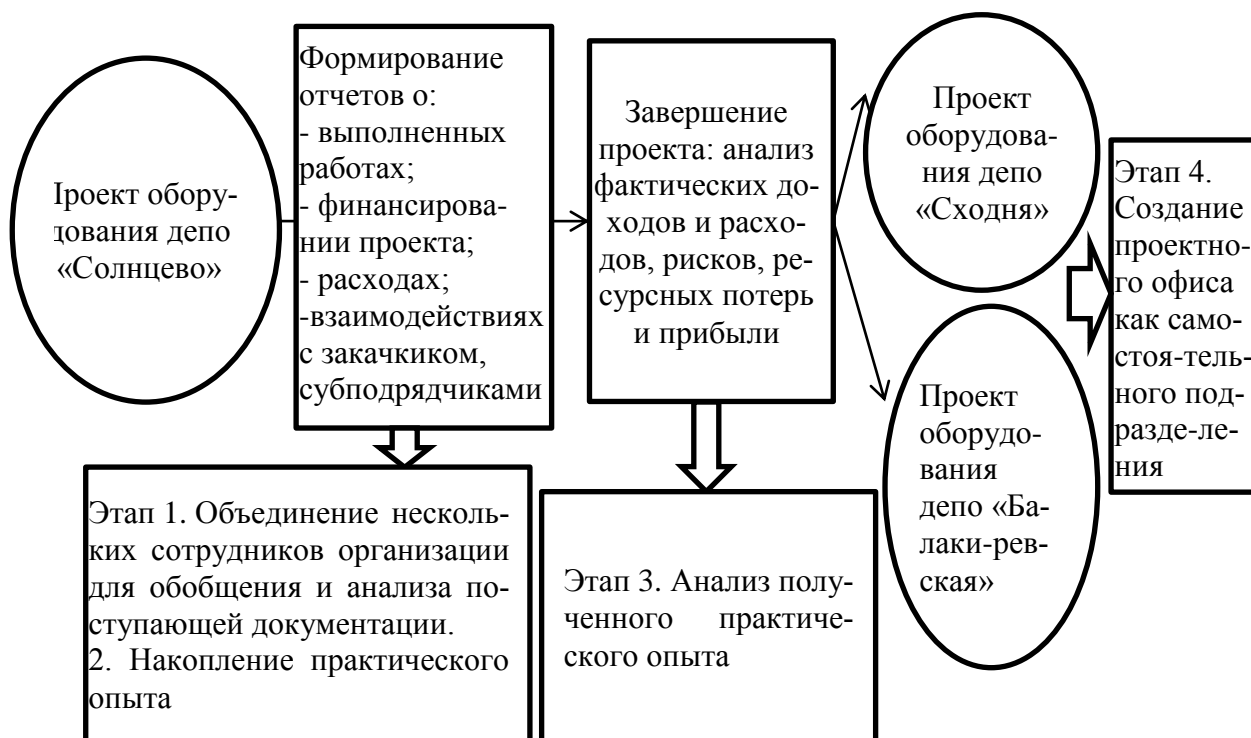 Проект обору-
дования депо
«Солнцево»
Формирование
отчетов о:
- выполненных
работах;
- финансирова-
нии проекта;
- расходах;
-взаимодействиях
с закачкиком,
субподрядчиками
Завершение
проекта: анализ
фактических до-
ходов и расхо-
дов, рисков, ре-
сурсных потерь
и прибыли
Проект
оборудова-
ния депо
«Сходня»
Проект
оборудо-
вания
депо «Ба-
лаки-рев-
ская»
Этап 4.
Создание
проектно-
го офиса
как само-
стоя-тель-
ного под-
разде-ле-
ния
Этап 1. Объединение несколь-
ких сотрудников организации
для обобщения и анализа по-
ступающей документации.
2. Накопление практического
опыта
Этап 3. Анализ полу-
ченного практиче-
ского опыта